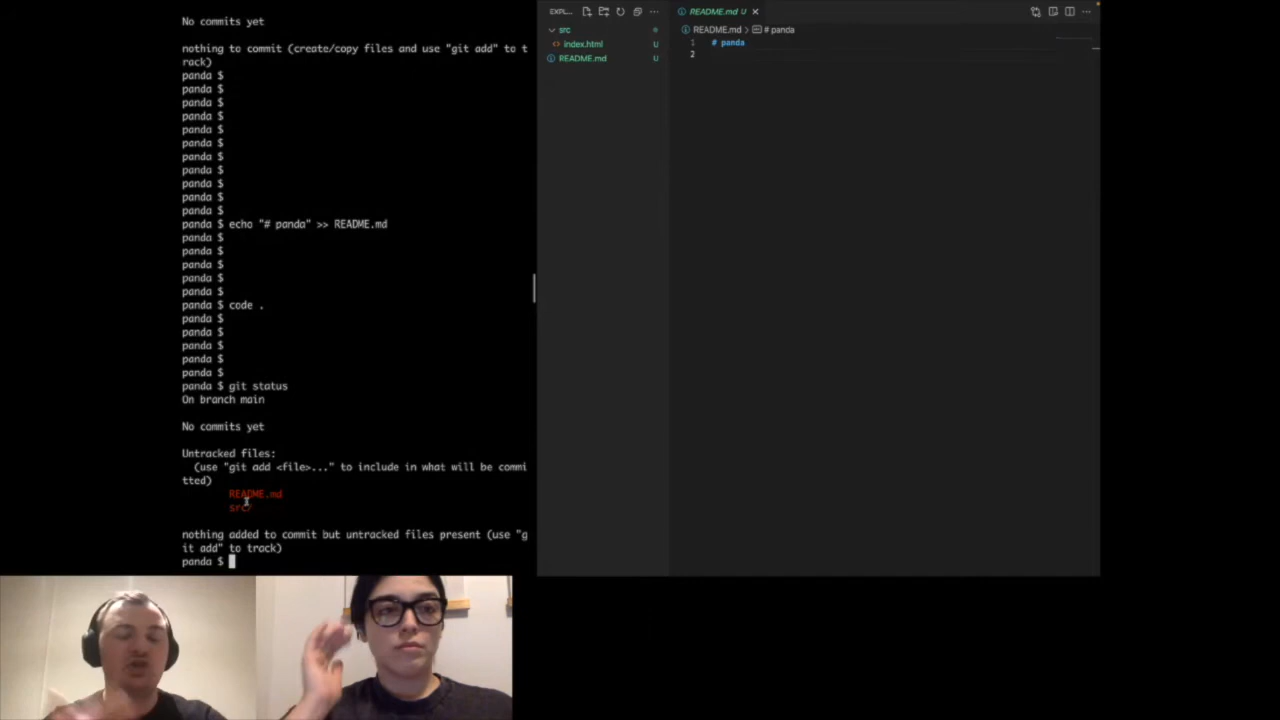 No commits yet
nothing to commit (create/copy files and use "git add" to t
rack)
panda $
panda $
panda $
panda $
panda $
panda $
panda $
panda $
panda $
panda $
panda $
panda $ echo "# panda" >> README.md
panda $
panda $
panda $
panda $
panda $
panda $ code .
panda $
panda $
panda $
panda $
panda $
panda $ git status
On branch main
No commits yet
Untracked files:
(use "git add <file>..." to include in what will be commi
tted)
README.md
src/
nothing added to commit but untracked files present (use "g
it add" to track)
panda $
EXPL...
src
index.html U
README.md U
README.md U
README.md > # panda
1 # panda
2